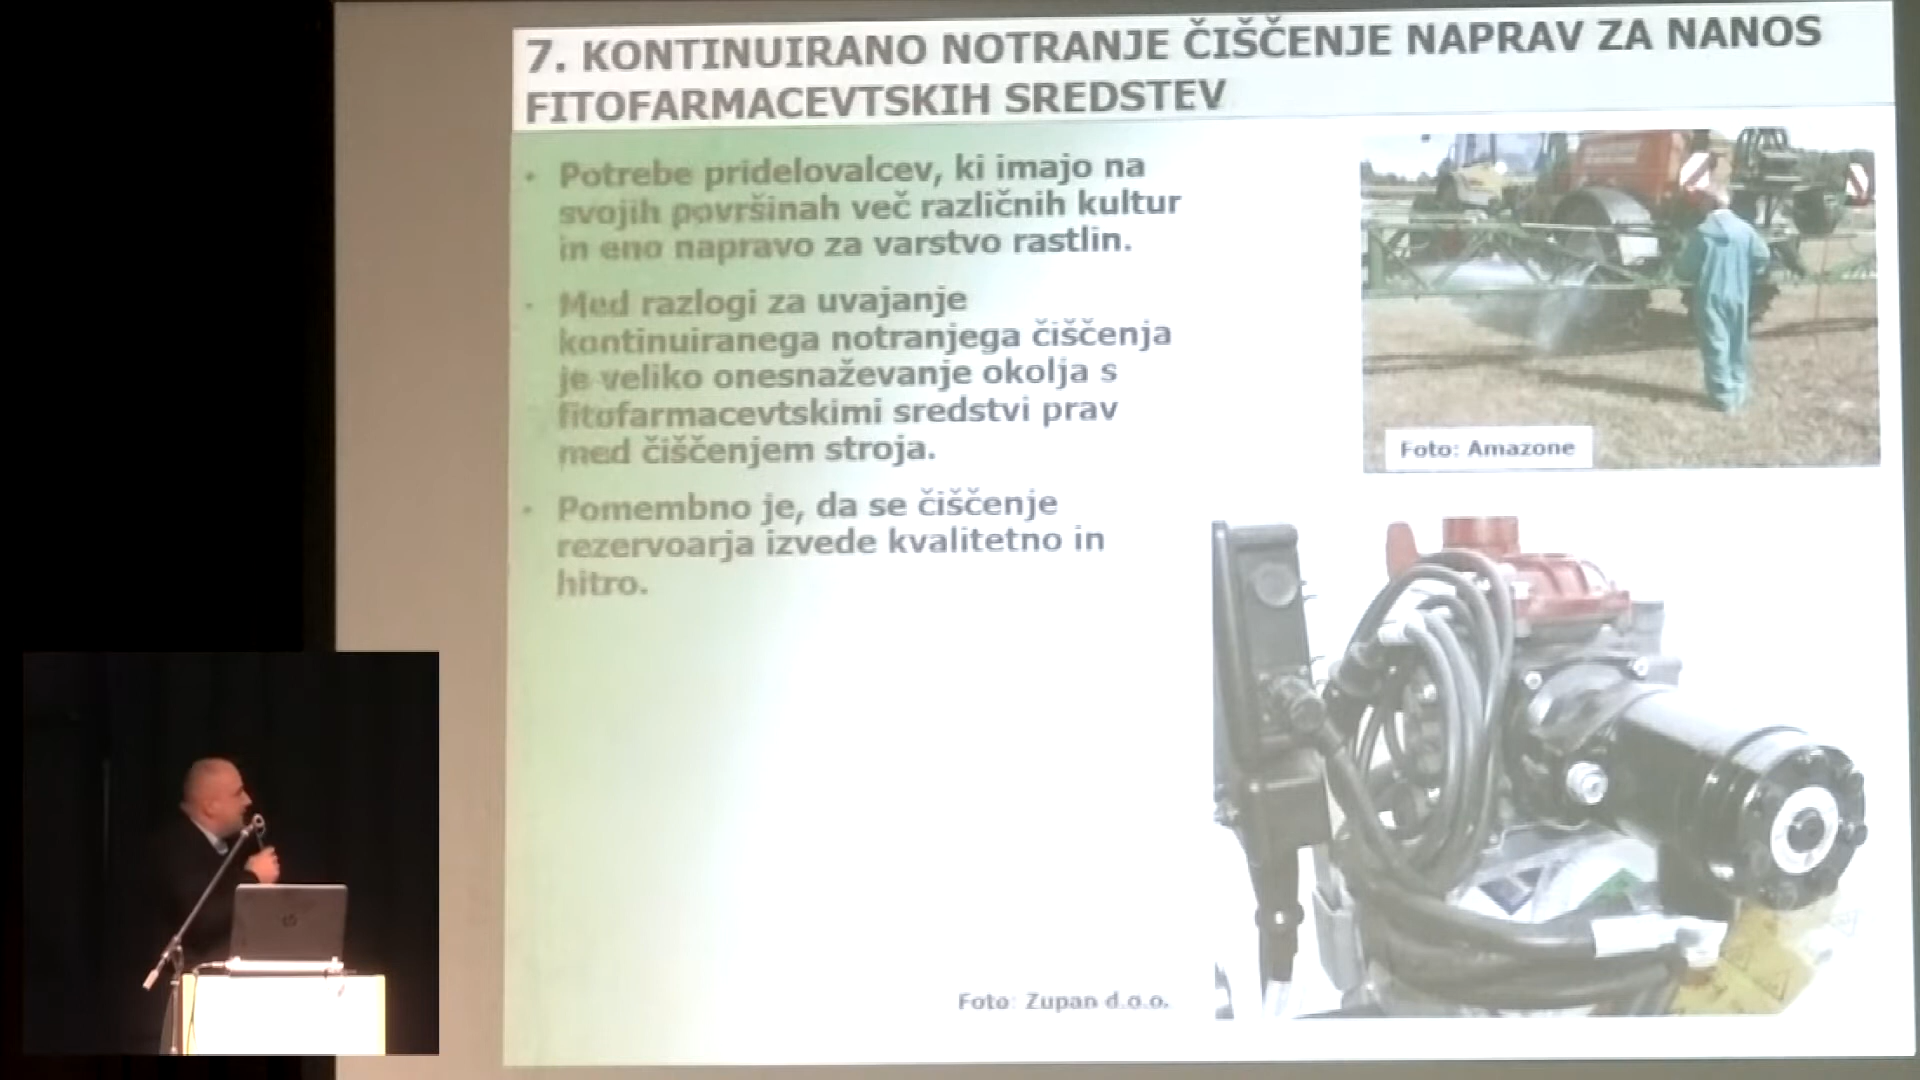 7. KONTINUIRANO NOTRANJE ČIŠČENJE NAPRAV ZA NANOS
FITOFARMACEVTSKIH SREDSTEV
• Potrebe pridelovalcev, ki imajo na
svojih površinah več različnih kultur
in eno napravo za varstvo rastlin.
• Med razlogi za uvajanje
kontinuiranega notranjega čiščenja
je veliko onesnaževanje okolja s
fitofarmacevtskimi sredstvi prav
med čiščenjem stroja.
• Pomembno je, da se čiščenje
rezervoarja izvede kvalitetno in
hitro.
Foto: Amazone
Foto: Zupan d.o.o.
hp